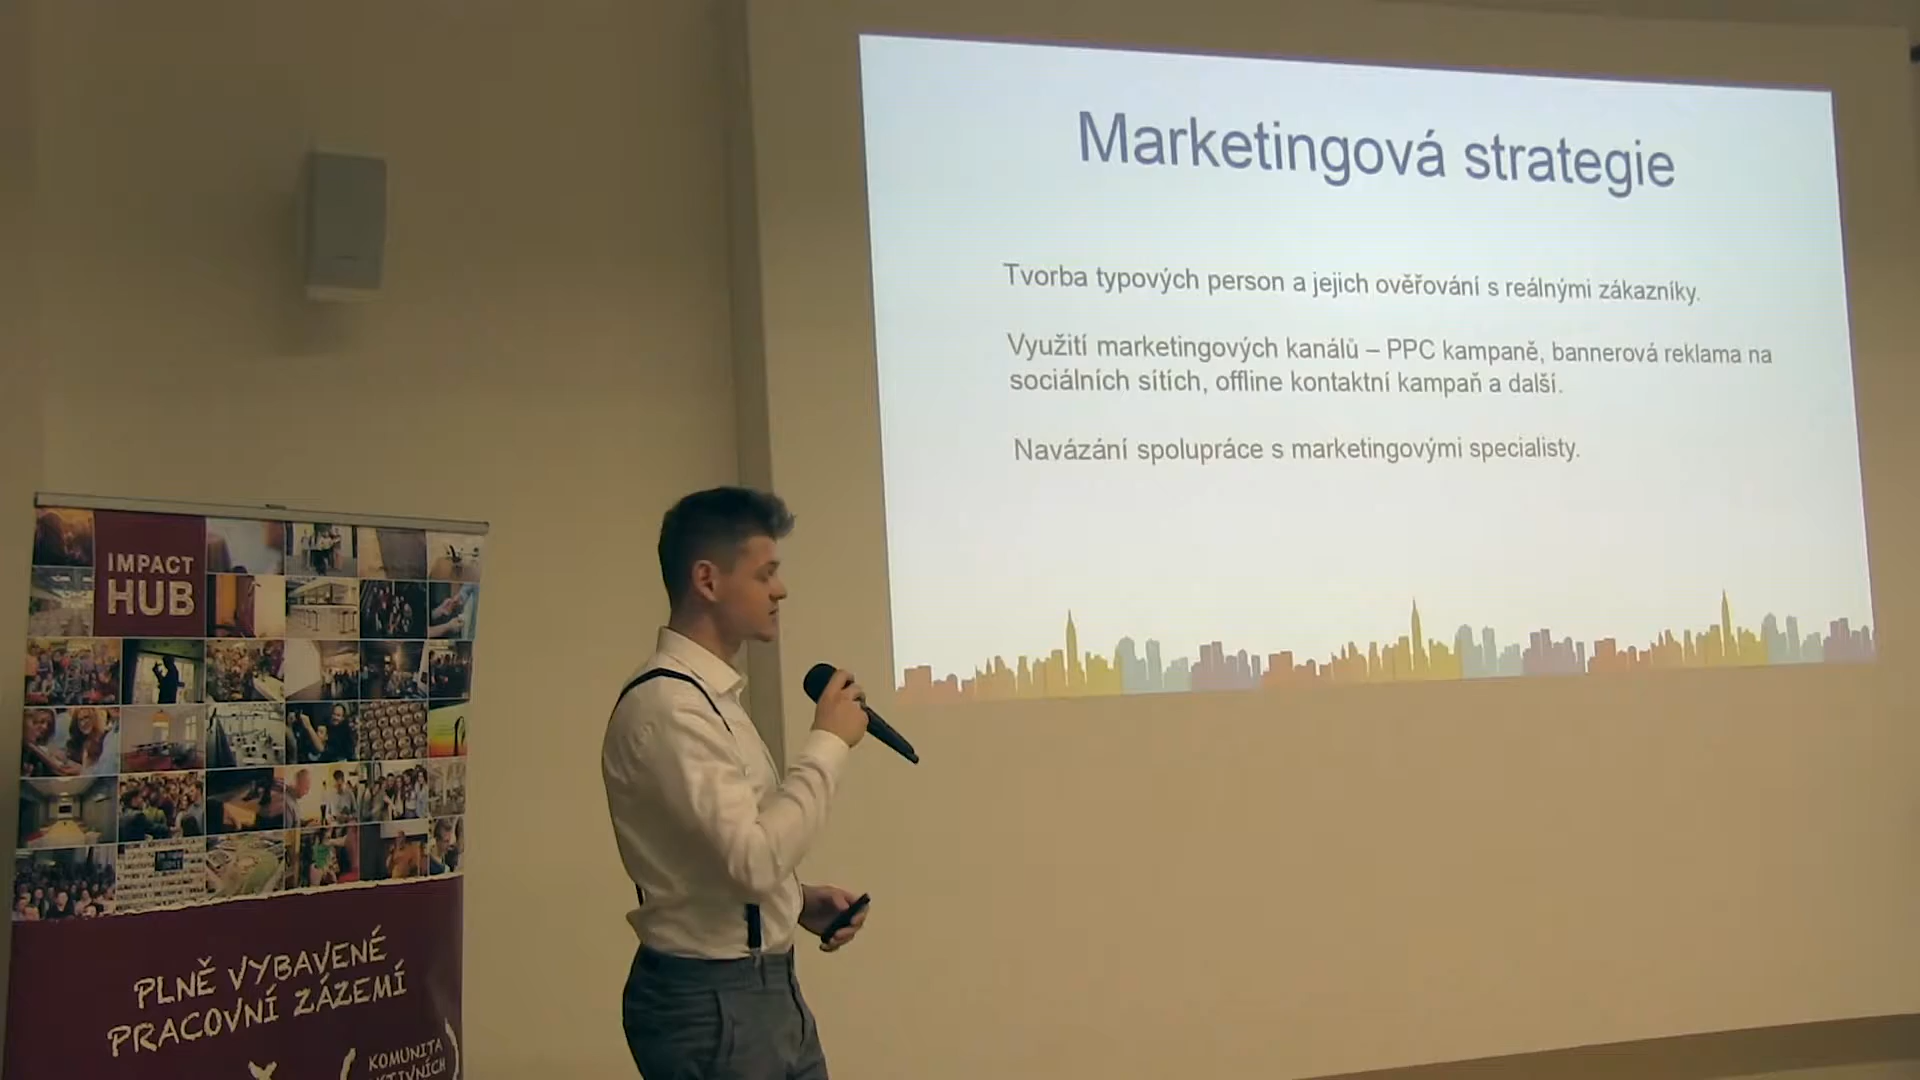 Marketingová strategie
Tvorba typových person a jejich ověřování s reálnými zákazníky.
Využití marketingových kanálů – PPC kampaně, bannerová reklama na
sociálních sítích, offline kontaktní kampaň a další.
Navázání spolupráce s marketingovými specialisty.
IMPACT
HUB
PLNĚ VYBAVENÉ
PRACOVNÍ ZÁZEMÍ
KOMUNITA